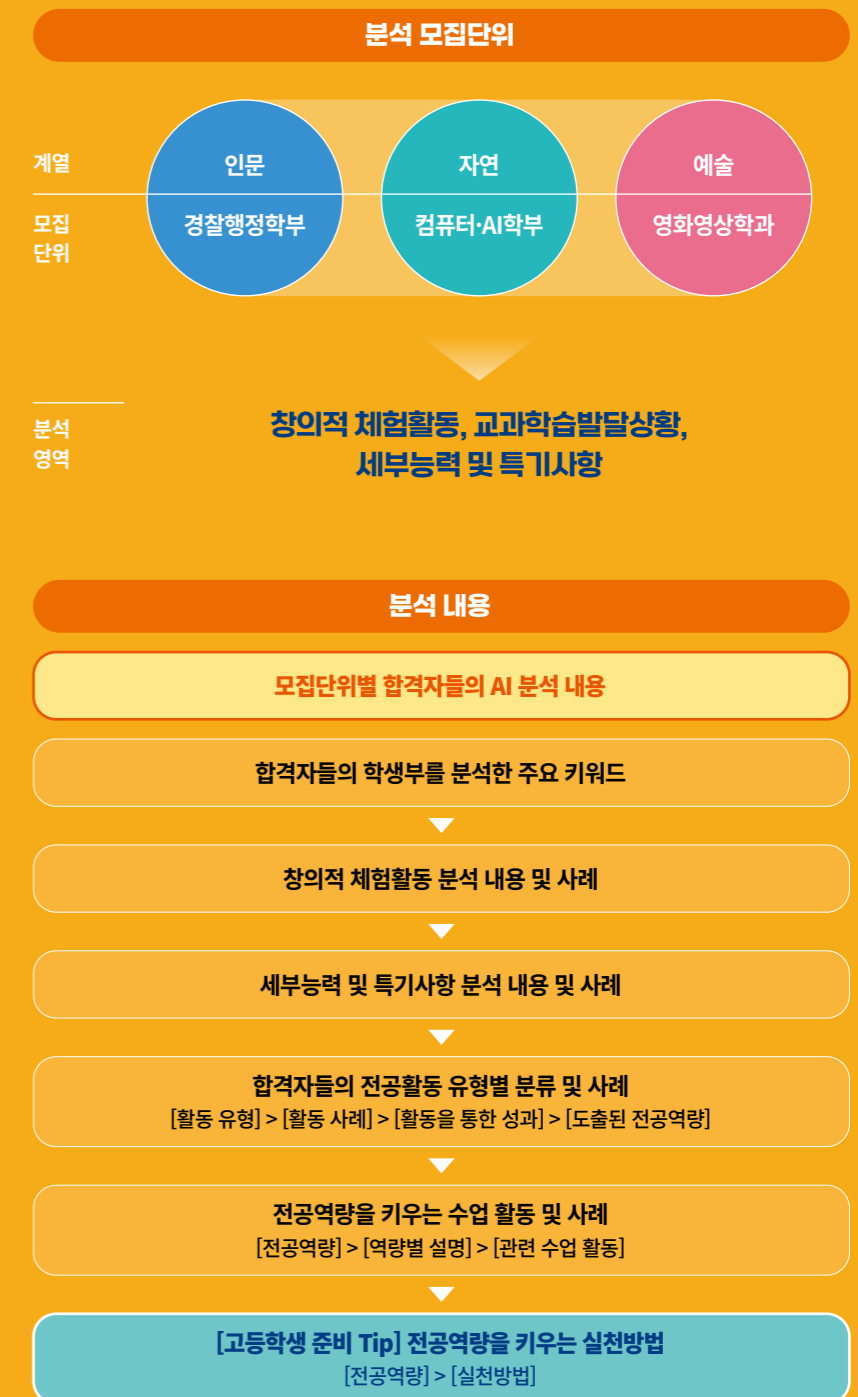 분석 모집단위
계열
인문
자연
예술
모집
단위
경찰행정학부
컴퓨터·AI학부
영화영상학과
분석
영역
창의적 체험활동, 교과학습발달상황,
세부능력 및 특기사항
분석 내용
모집단위별 합격자들의 AI 분석 내용
합격자들의 학생부를 분석한 주요 키워드
창의적 체험활동 분석 내용 및 사례
세부능력 및 특기사항 분석 내용 및 사례
합격자들의 전공활동 유형별 분류 및 사례
[활동 유형] > [활동 사례] > [활동을 통한 성과] > [도출된 전공역량]
전공역량을 키우는 수업 활동 및 사례
[전공역량] > [역량별 설명] > [관련 수업 활동]
[고등학생 준비 Tip] 전공역량을 키우는 실천방법
[전공역량] > [실천방법]